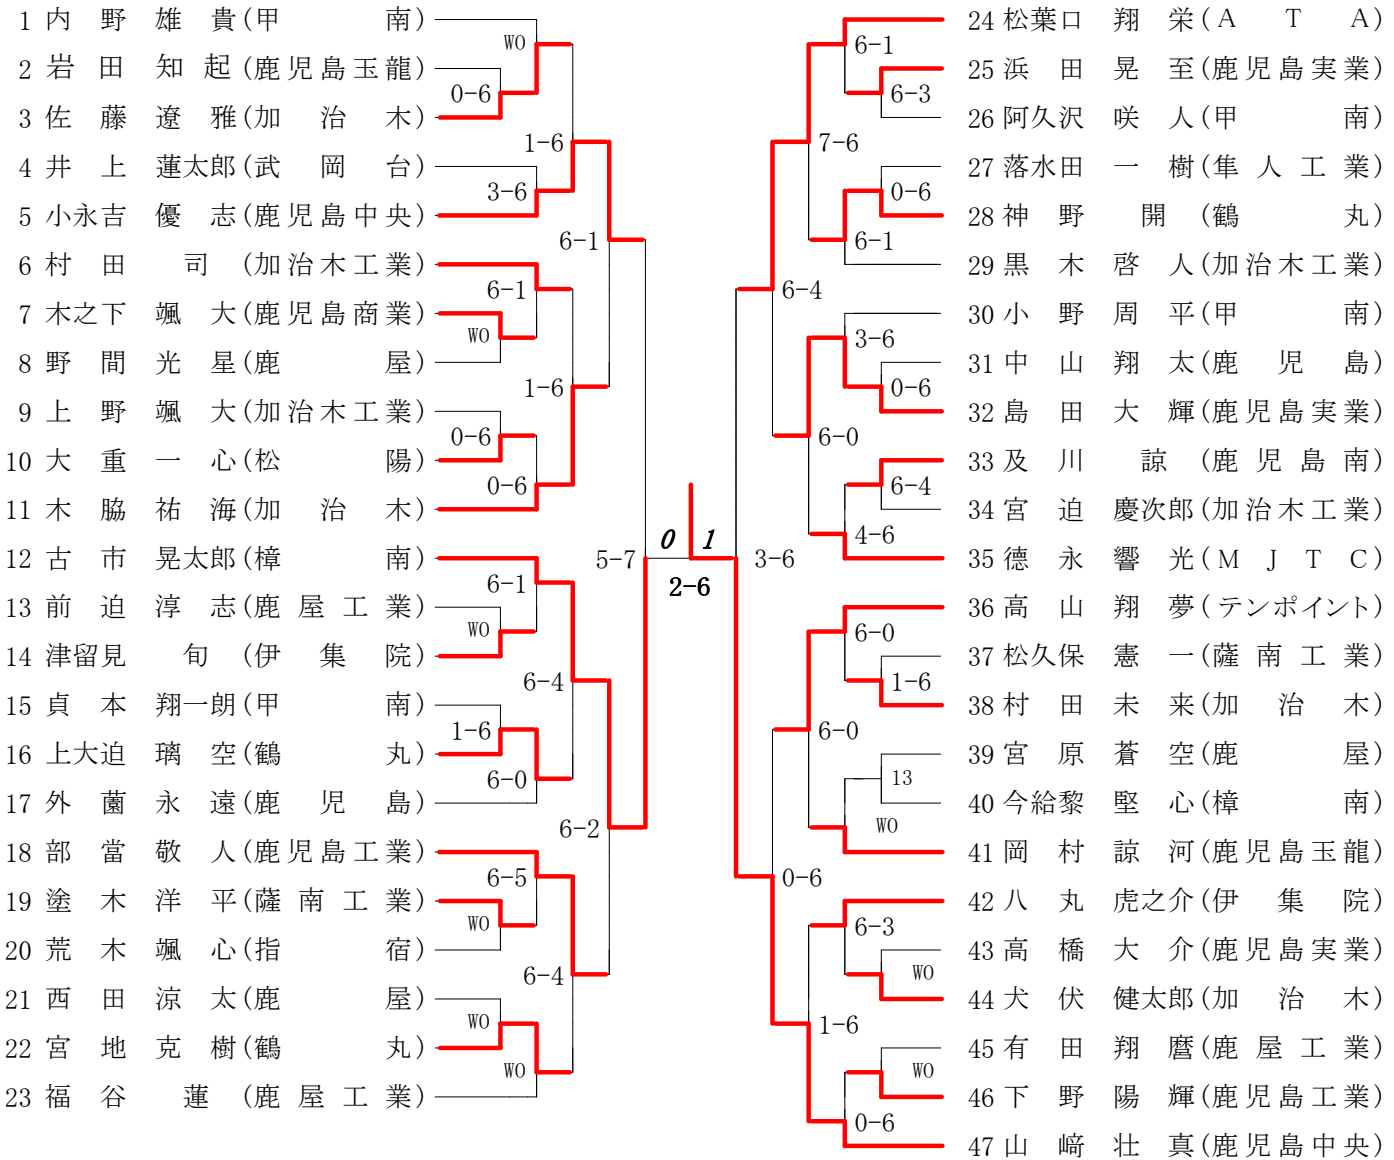 1 内野雄貴(甲南)
WO
2 岩田知起(鹿児島玉龍)
0-6
3 佐藤遼雅(加治木)
1-6
4 井上蓮太郎(武岡台)
3-6
5 小永吉優志(鹿児島中央)
6-1
6 村田司(加治木工業)
6-1
7 木之下颯大(鹿児島商業)
WO
8 野間光星(鹿屋)
1-6
9 上野颯大(加治木工業)
0-6
10 大重一心(松陽)
0-6
11 木脇祐海(加治木)
12 古市晃太郎(樟南)
5-7
6-1
13 前迫淳志(鹿屋工業)
WO
14 津留見旬(伊集院)
6-4
15 貞本翔一朗(甲南)
1-6
16 上大迫璃空(鶴丸)
6-0
17 外薗永遠(鹿児島)
6-2
18 部當敬人(鹿児島工業)
6-5
19 塗木洋平(薩南工業)
WO
20 荒木颯心(指宿)
6-4
21 西田涼太(鹿屋)
WO
22 宮地克樹(鶴丸)
WO
23 福谷蓮(鹿屋工業)
0 1
2-6
24 松葉口翔栄(ATA)
6-1
25 浜田晃至(鹿児島実業)
6-3
26 阿久沢咲人(甲南)
7-6
27 落水田一樹(隼人工業)
0-6
28 神野開(鶴丸)
6-1
29 黒木啓人(加治木工業)
6-4
30 小野周平(甲南)
3-6
31 中山翔太(鹿児島)
0-6
32 島田大輝(鹿児島実業)
6-0
33 及川諒(鹿児島南)
6-4
34 宮迫慶次郎(加治木工業)
4-6
35 德永響光(MJTC)
3-6
36 高山翔夢(テンポイント)
6-0
37 松久保憲一(薩南工業)
1-6
38 村田未来(加治木)
6-0
39 宮原蒼空(鹿屋)
13
40 今給黎堅心(樟南)
WO
41 岡村諒河(鹿児島玉龍)
0-6
42 八丸虎之介(伊集院)
6-3
43 高橋大介(鹿児島実業)
WO
44 犬伏健太郎(加治木)
1-6
45 有田翔麿(鹿屋工業)
WO
46 下野陽輝(鹿児島工業)
0-6
47 山﨑壮真(鹿児島中央)